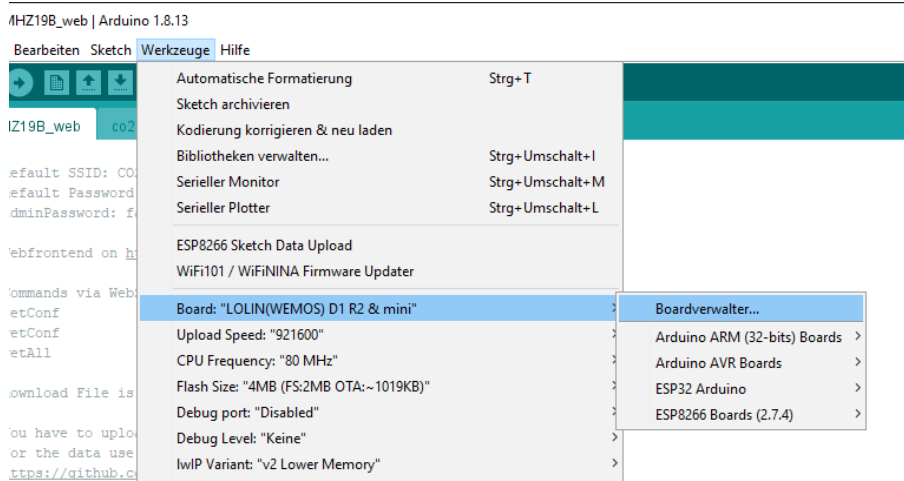 MHZ19B_web | Arduino 1.8.13
Bearbeiten Sketch Werkzeuge Hilfe
Automatische Formatierung Strg+T
Sketch archivieren
Kodierung korrigieren & neu laden
Bibliotheken verwalten... Strg+Umschalt+I
Serieller Monitor Strg+Umschalt+M
Serieller Plotter Strg+Umschalt+L
ESP8266 Sketch Data Upload
WiFi101 / WiFiNINA Firmware Updater
Board: "LOLIN(WEMOS) D1 R2 & mini"
Upload Speed: "921600"
CPU Frequency: "80 MHz"
Flash Size: "4MB (FS:2MB OTA:~1019KB)"
Debug port: "Disabled"
Debug Level: "Keine"
IwIP Variant: "v2 Lower Memory"
Boardverwalter...
Arduino ARM (32-bits) Boards
Arduino AVR Boards
ESP32 Arduino
ESP8266 Boards (2.7.4)
HZ19B_web co2
efault SSID: CO
efault Password
dminPassword: f
ebfrontend on h
ommands via Web
etConf
etConf
etAll
ownload File is
ou have to uplo
or the data use
ttps://github.c